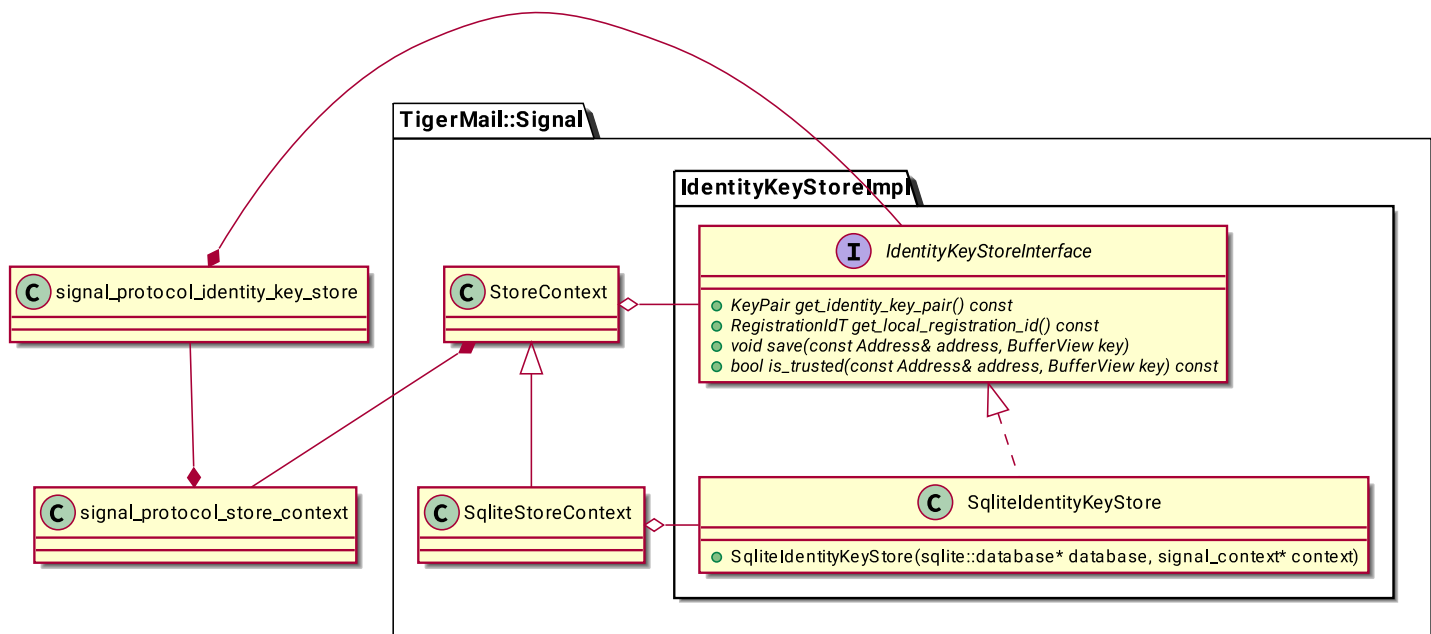 TigerMail::Signal
IdentityKeyStoreImpl
I IdentityKeyStoreInterface
KeyPair get_identity_key_pair() const
RegistrationIdT get_local_registration_id() const
void save(const Address& address, BufferView key)
bool is_trusted(const Address& address, BufferView key) const
C signal_protocol_identity_key_store
C StoreContext
C signal_protocol_store_context
C SqliteStoreContext
C SqliteIdentityKeyStore
SqliteIdentityKeyStore(sqlite::database* database, signal_context* context)